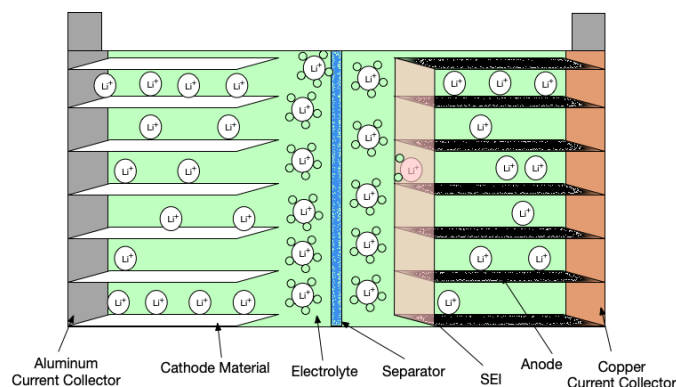 Li+ Li+ Li+ Li+ Li+ Li+ Li+ Li+ Li+
Li+ Li+ Li+ Li+ Li+
Li+ Li+ Li+ Li+ Li+ Li+
Li+ Li+ Li+ Li+ Li+
Li+ Li+ Li+ Li+ Li+
Li+ Li+ Li+ Li+ Li+ Li+ Li+
Aluminum
Current Collector
Cathode Material
Electrolyte
Separator
SEI
Anode
Copper
Current Collector